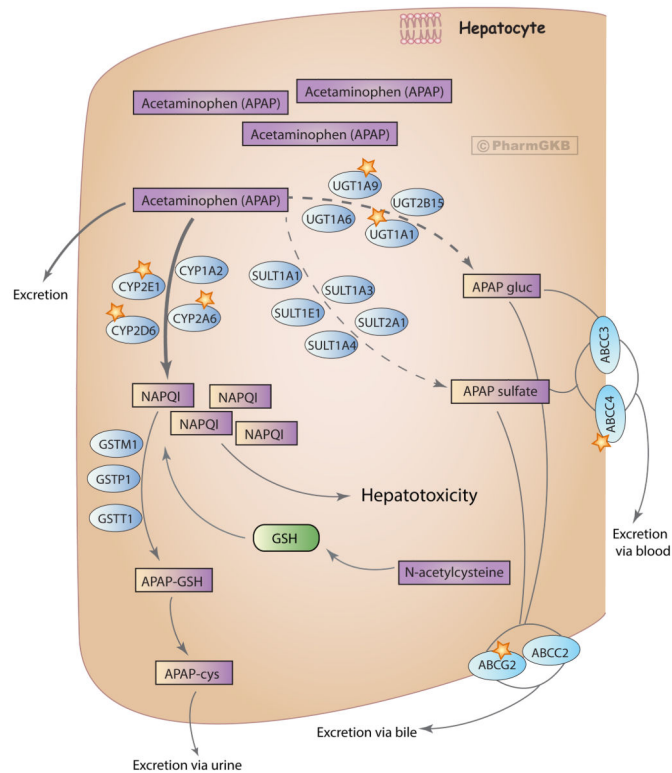 Hepatocyte
Acetaminophen (APAP)
Acetaminophen (APAP)
Acetaminophen (APAP)
© PharmGKB
Acetaminophen (APAP)
UGT1A9
UGT2B15
UGT1A6
UGT1A1
Excretion
CYP2E1
CYP1A2
CYP2D6
CYP2A6
SULT1A1
SULT1A3
SULT1E1
SULT2A1
SULT1A4
APAP gluc
ABCC3
APAP sulfate
ABCC4
NAPQI
NAPQI
NAPQI
NAPQI
GSTM1
GSTP1
GSTT1
Hepatotoxicity
GSH
Excretion
via blood
APAP-GSH
N-acetylcysteine
ABCG2
ABCC2
APAP-cys
Excretion via bile
Excretion via urine